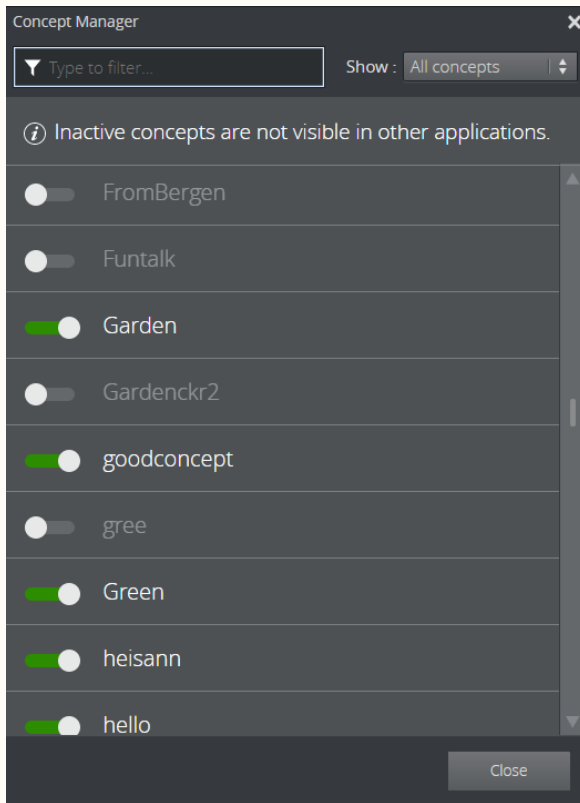 Concept Manager
Type to filter...
Show : All concepts
Inactive concepts are not visible in other applications.
FromBergen
Funtalk
Garden
Gardenckr2
goodconcept
gree
Green
heisann
hello
Close